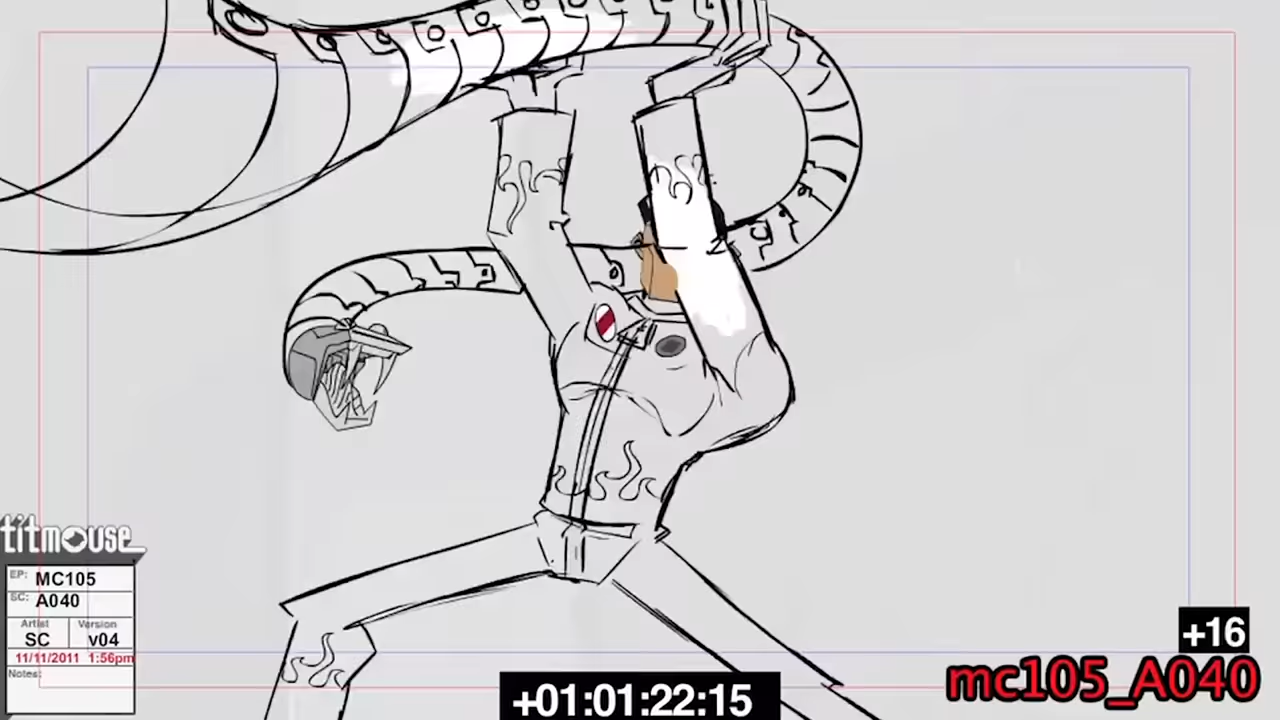 titmouse
EP: MC105
SC: A040
Artist Version
SC v04
11/11/2011 1:56pm
Notes:
+16
mc105_A040
+01:01:22:15